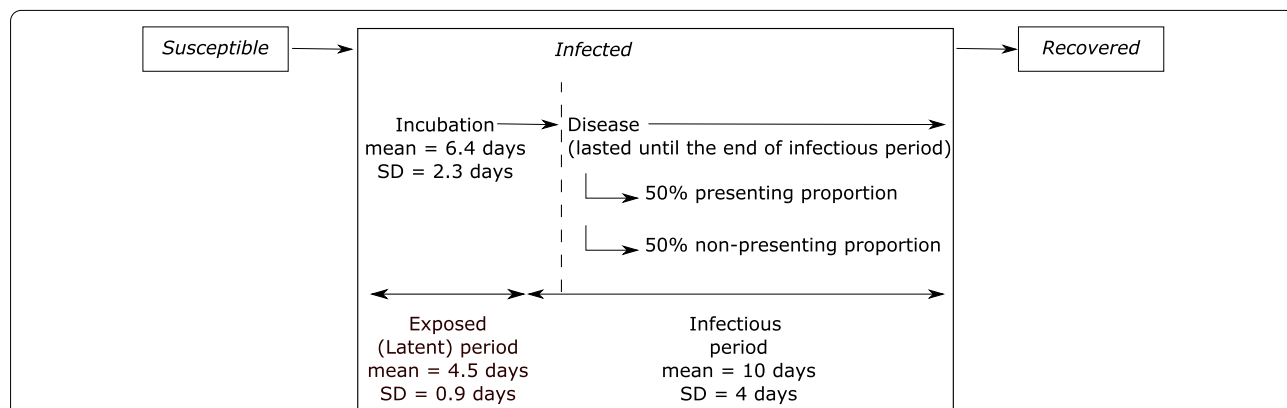 Susceptible
Infected
Recovered
Incubation
mean = 6.4 days
SD = 2.3 days
Disease
(lasted until the end of infectious period)
50% presenting proportion
50% non-presenting proportion
Exposed
(Latent) period
mean = 4.5 days
SD = 0.9 days
Infectious
period
mean = 10 days
SD = 4 days